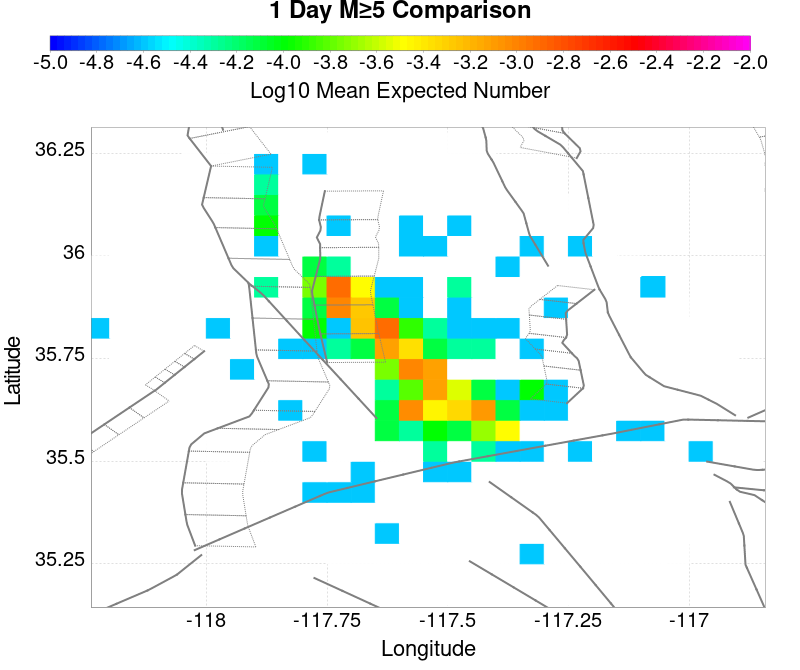 1 Day M≥5 Comparison
-5.0 -4.8 -4.6 -4.4 -4.2 -4.0 -3.8 -3.6 -3.4 -3.2 -3.0 -2.8 -2.6 -2.4 -2.2 -2.0
Log10 Mean Expected Number
36.25
36
35.75
35.5
35.25
Latitude
-118 -117.75 -117.5 -117.25 -117
Longitude